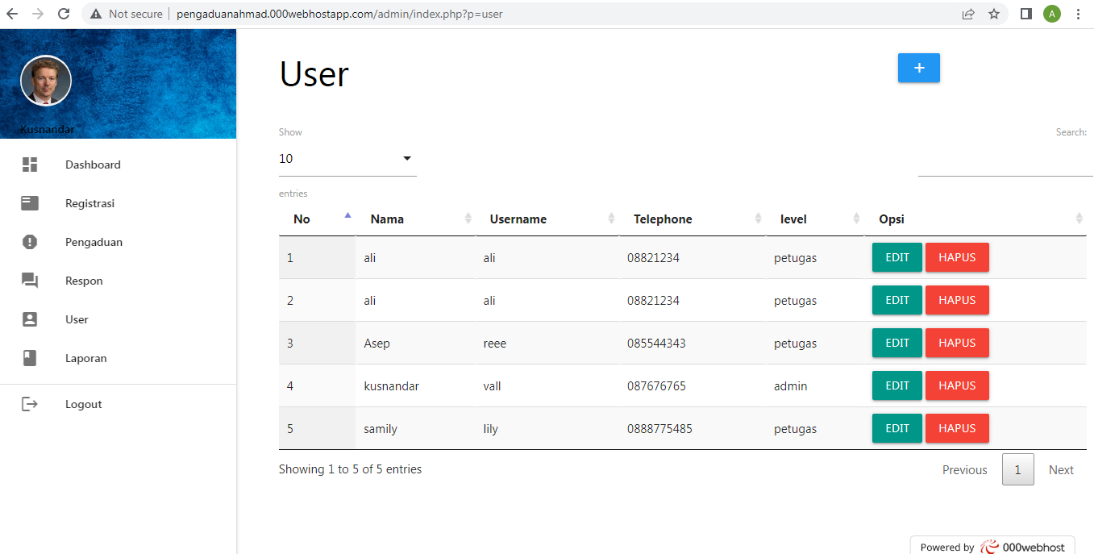 Not secure | pengaduanahmad.000webhostapp.com/admin/index.php?p=user
A
Kusnandar
Dashboard
Registrasi
Pengaduan
Respon
User
Laporan
Logout
User
+
Show
10
entries
Search:
No Nama Username Telephone level Opsi
1 ali ali 08821234 petugas EDIT HAPUS
2 ali ali 08821234 petugas EDIT HAPUS
3 Asep reee 085544343 petugas EDIT HAPUS
4 kusnandar vall 087676765 admin EDIT HAPUS
5 samily lily 0888775485 petugas EDIT HAPUS
Showing 1 to 5 of 5 entries
Previous 1 Next
Powered by 000webhost